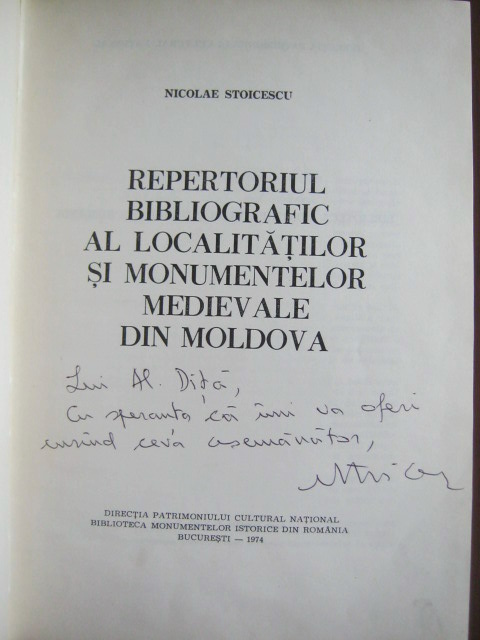 NICOLAE STOICESCU
REPERTORIUL
BIBLIOGRAFIC
AL LOCALITĂȚILOR
ȘI MONUMENTELOR
MEDIEVALE
DIN MOLDOVA
Lui Al. Diță,
Cu speranța că îmi va oferi
curînd ceva asemănător,
DIRECȚIA PATRIMONIULUI CULTURAL NAȚIONAL
BIBLIOTECA MONUMENTELOR ISTORICE DIN ROMÂNIA
BUCUREȘTI — 1974